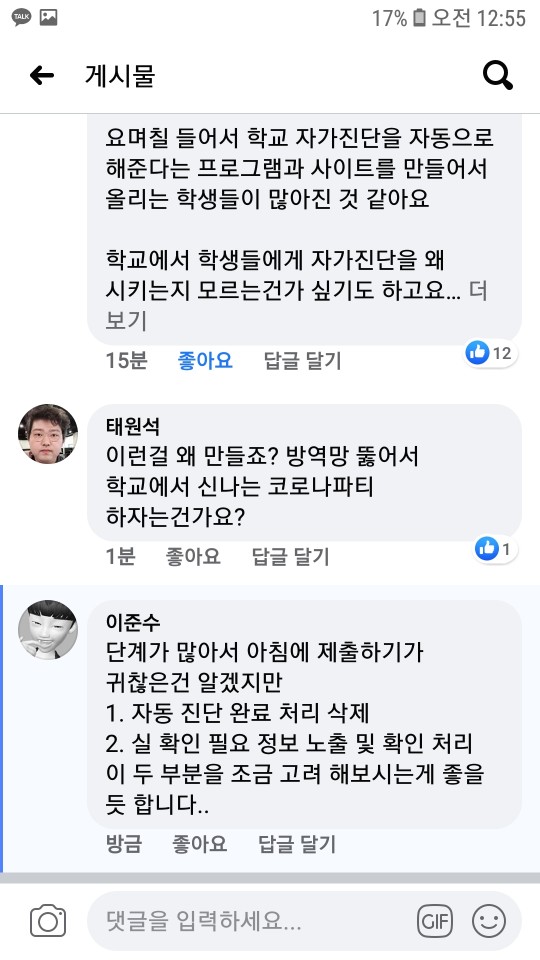 TALK 17% 오전 12:55
게시물
요며칠 들어서 학교 자가진단을 자동으로
해준다는 프로그램과 사이트를 만들어서
올리는 학생들이 많아진 것 같아요
학교에서 학생들에게 자가진단을 왜
시키는지 모르는건가 싶기도 하고요... 더
보기
15분 좋아요 답글 달기 12
태원석
이런걸 왜 만들죠? 방역망 뚫어서
학교에서 신나는 코로나파티
하자는건가요?
1분 좋아요 답글 달기 1
이준수
단계가 많아서 아침에 제출하기가
귀찮은건 알겠지만
1. 자동 진단 완료 처리 삭제
2. 실 확인 필요 정보 노출 및 확인 처리
이 두 부분을 조금 고려 해보시는게 좋을
듯 합니다..
방금 좋아요 답글 달기
댓글을 입력하세요... GIF